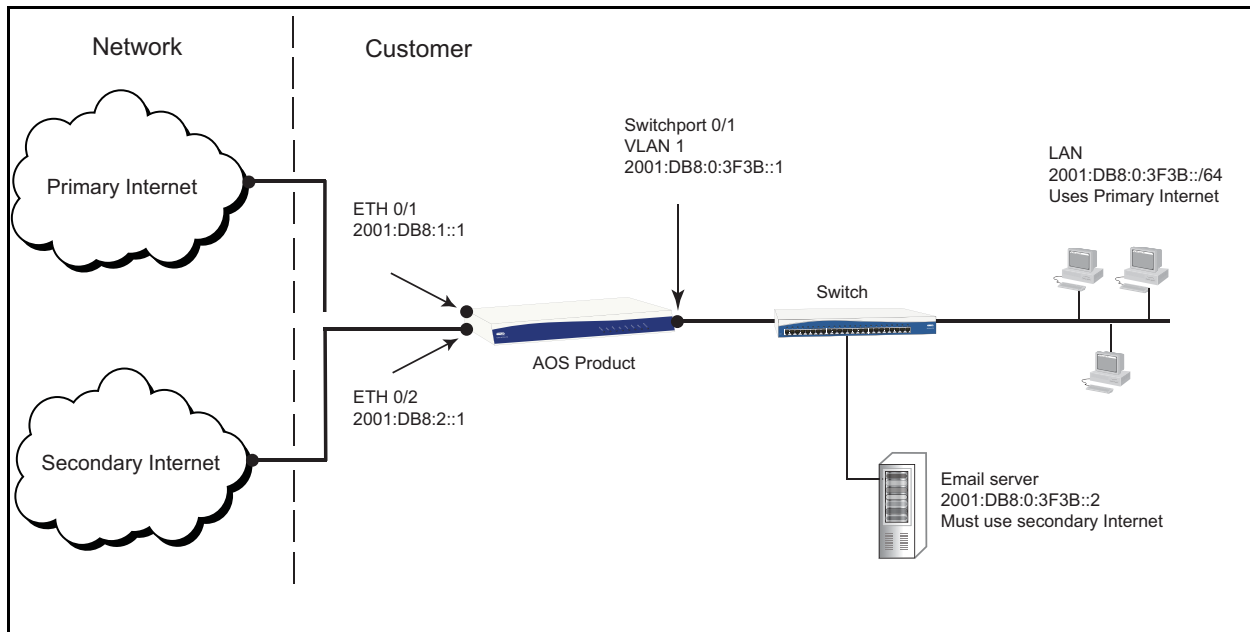 Network
Customer
Primary Internet
Secondary Internet
ETH 0/1
2001:DB8:1::1
ETH 0/2
2001:DB8:2::1
AOS Product
Switchport 0/1
VLAN 1
2001:DB8:0:3F3B::1
Switch
LAN
2001:DB8:0:3F3B::/64
Uses Primary Internet
Email server
2001:DB8:0:3F3B::2
Must use secondary Internet